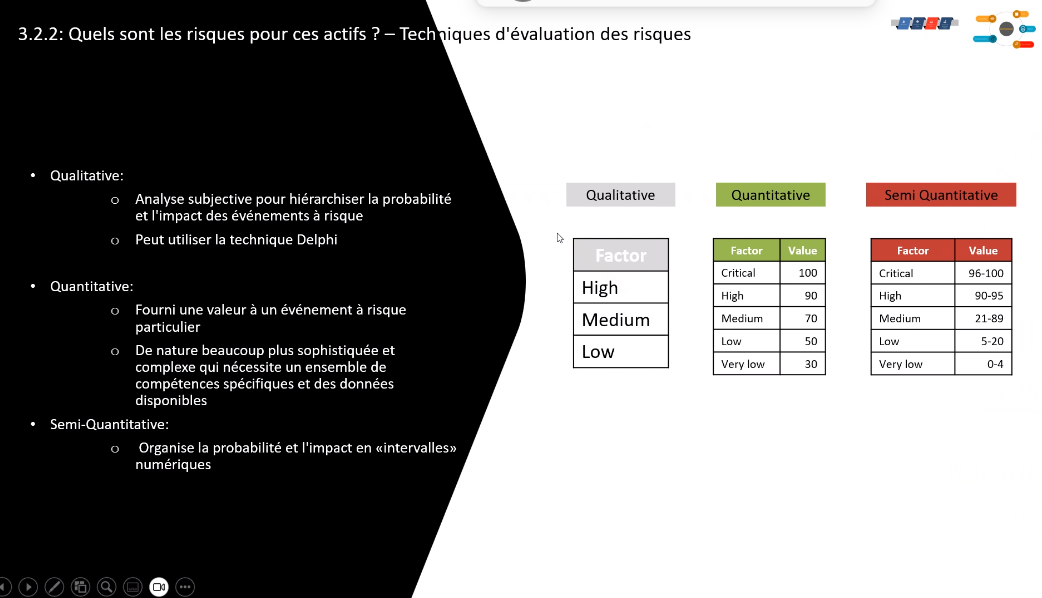 3.2.2: Quels sont les risques pour ces actifs ? – Techniques d'évaluation des risques
• Qualitative:
o Analyse subjective pour hiérarchiser la probabilité
et l'impact des événements à risque
o Peut utiliser la technique Delphi
• Quantitative:
o Fourni une valeur à un événement à risque
particulier
o De nature beaucoup plus sophistiquée et
complexe qui nécessite un ensemble de
compétences spécifiques et des données
disponibles
• Semi-Quantitative:
o Organise la probabilité et l'impact en «intervalles»
numériques
Qualitative
Factor
High
Medium
Low
Quantitative
Factor Value
Critical 100
High 90
Medium 70
Low 50
Very low 30
Semi Quantitative
Factor Value
Critical 96-100
High 90-95
Medium 21-89
Low 5-20
Very low 0-4